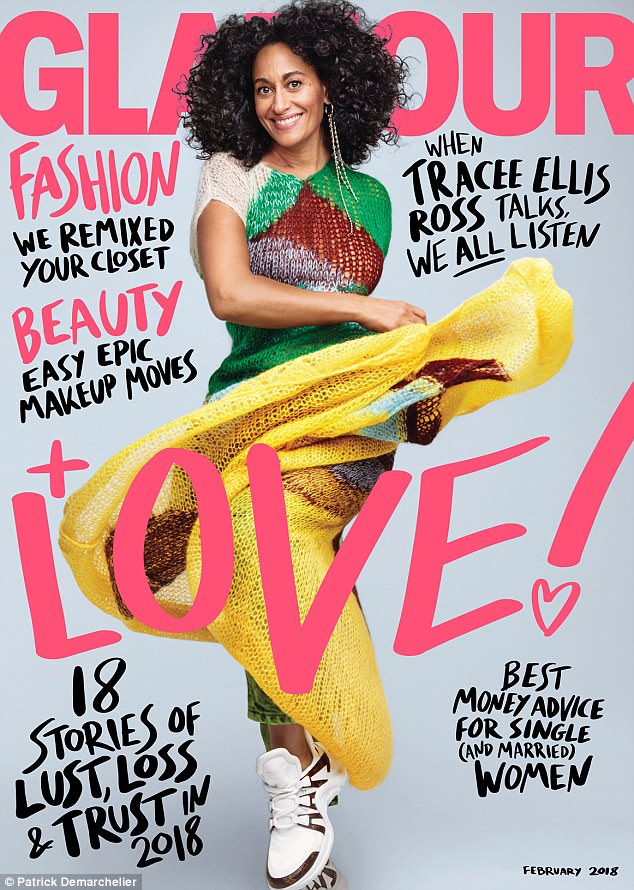 GLAMOUR
FASHION
WE REMIXED
YOUR CLOSET
BEAUTY
EASY EPIC
MAKEUP MOVES
WHEN
TRACEE ELLIS
ROSS TALKS,
WE ALL LISTEN
+
LOVE!
18
STORIES OF
LUST, LOSS
& TRUST IN
2018
BEST
MONEY ADVICE
FOR SINGLE
(AND MARRIED)
WOMEN
FEBRUARY 2018
© Patrick Demarchelier